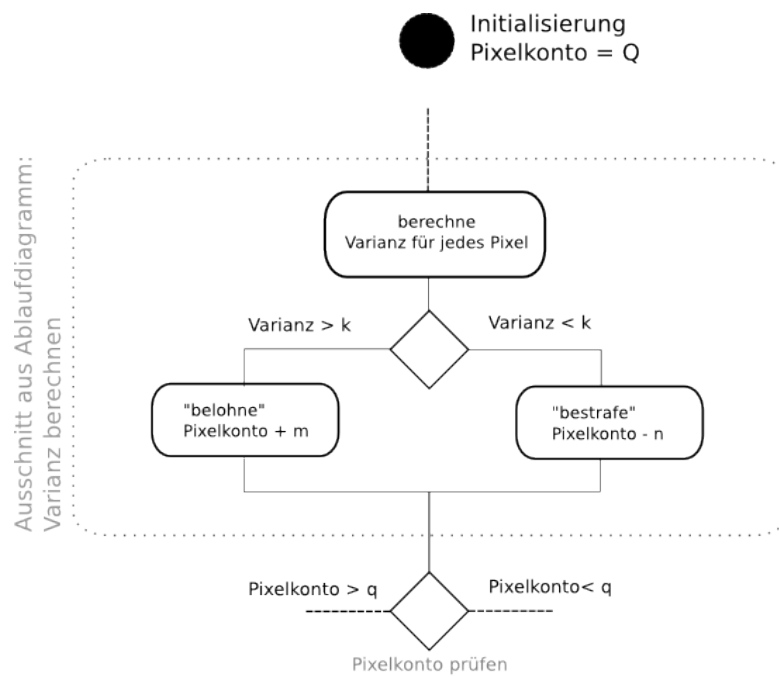 Initialisierung
Pixelkonto = Q
Ausschnitt aus Ablaufdiagramm:
Varianz berechnen
berechne
Varianz für jedes Pixel
Varianz > k
Varianz < k
"belohne"
Pixelkonto + m
"bestrafe"
Pixelkonto - n
Pixelkonto > q
Pixelkonto< q
Pixelkonto prüfen